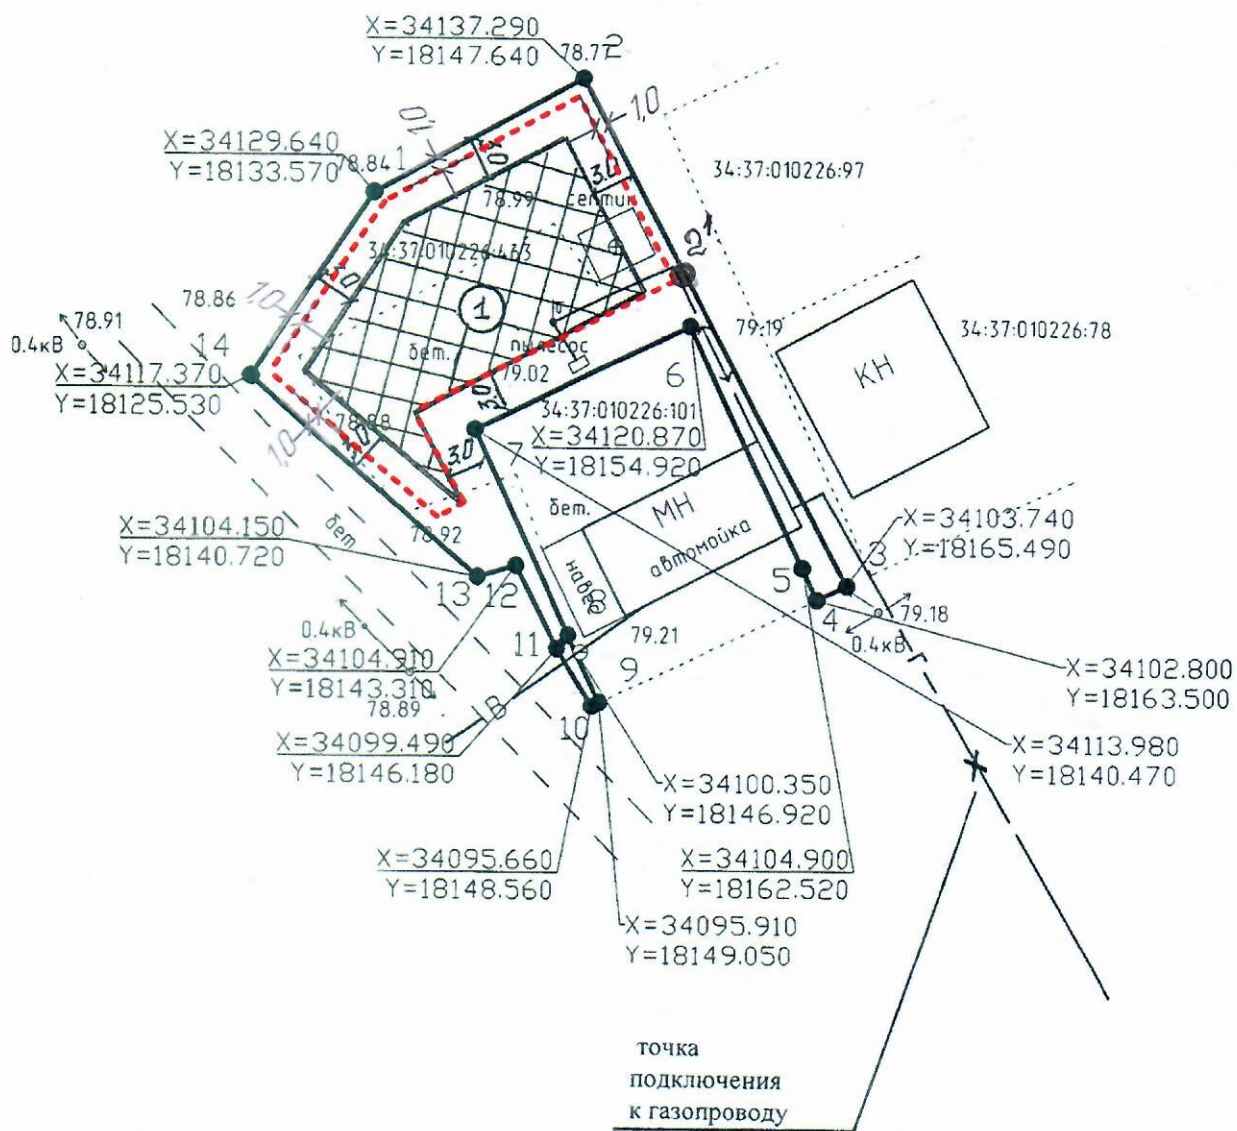 X=34137.290
Y=18147.640
78.77
2
1,0
1,0
X=34129.640
Y=18133.570
78.84
1
3.0
34:37:010226:97
78.99
септик
34:37:010226:463
2¹
3.0
1,0
78.86
1
78.91
0.4кВ
14
79.19
34:37:010226:78
бет.
пылесос
79.02
КН
X=34117.370
Y=18125.530
6
3.0
34:37:010226:101
78.88
1,0
X=34120.870
Y=18154.920
3.0
7
бет.
МН
автомойка
X=34104.150
Y=18140.720
бет.
78.92
X=34103.740
Y=18165.490
3
навес
5
13
12
4
79.18
0.4кВ
0.4кВ
8
79.21
11
X=34104.910
Y=18143.310
9
X=34102.800
Y=18163.500
78.89
В
10
X=34099.490
Y=18146.180
X=34113.980
Y=18140.470
Г
X=34100.350
Y=18146.920
X=34095.660
Y=18148.560
X=34104.900
Y=18162.520
X=34095.910
Y=18149.050
точка
подключения
к газопроводу